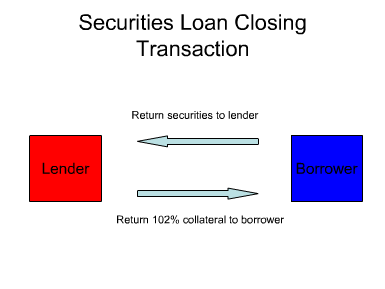 Securities Loan Closing
Transaction
Return securities to lender
Lender
Borrower
Return 102% collateral to borrower